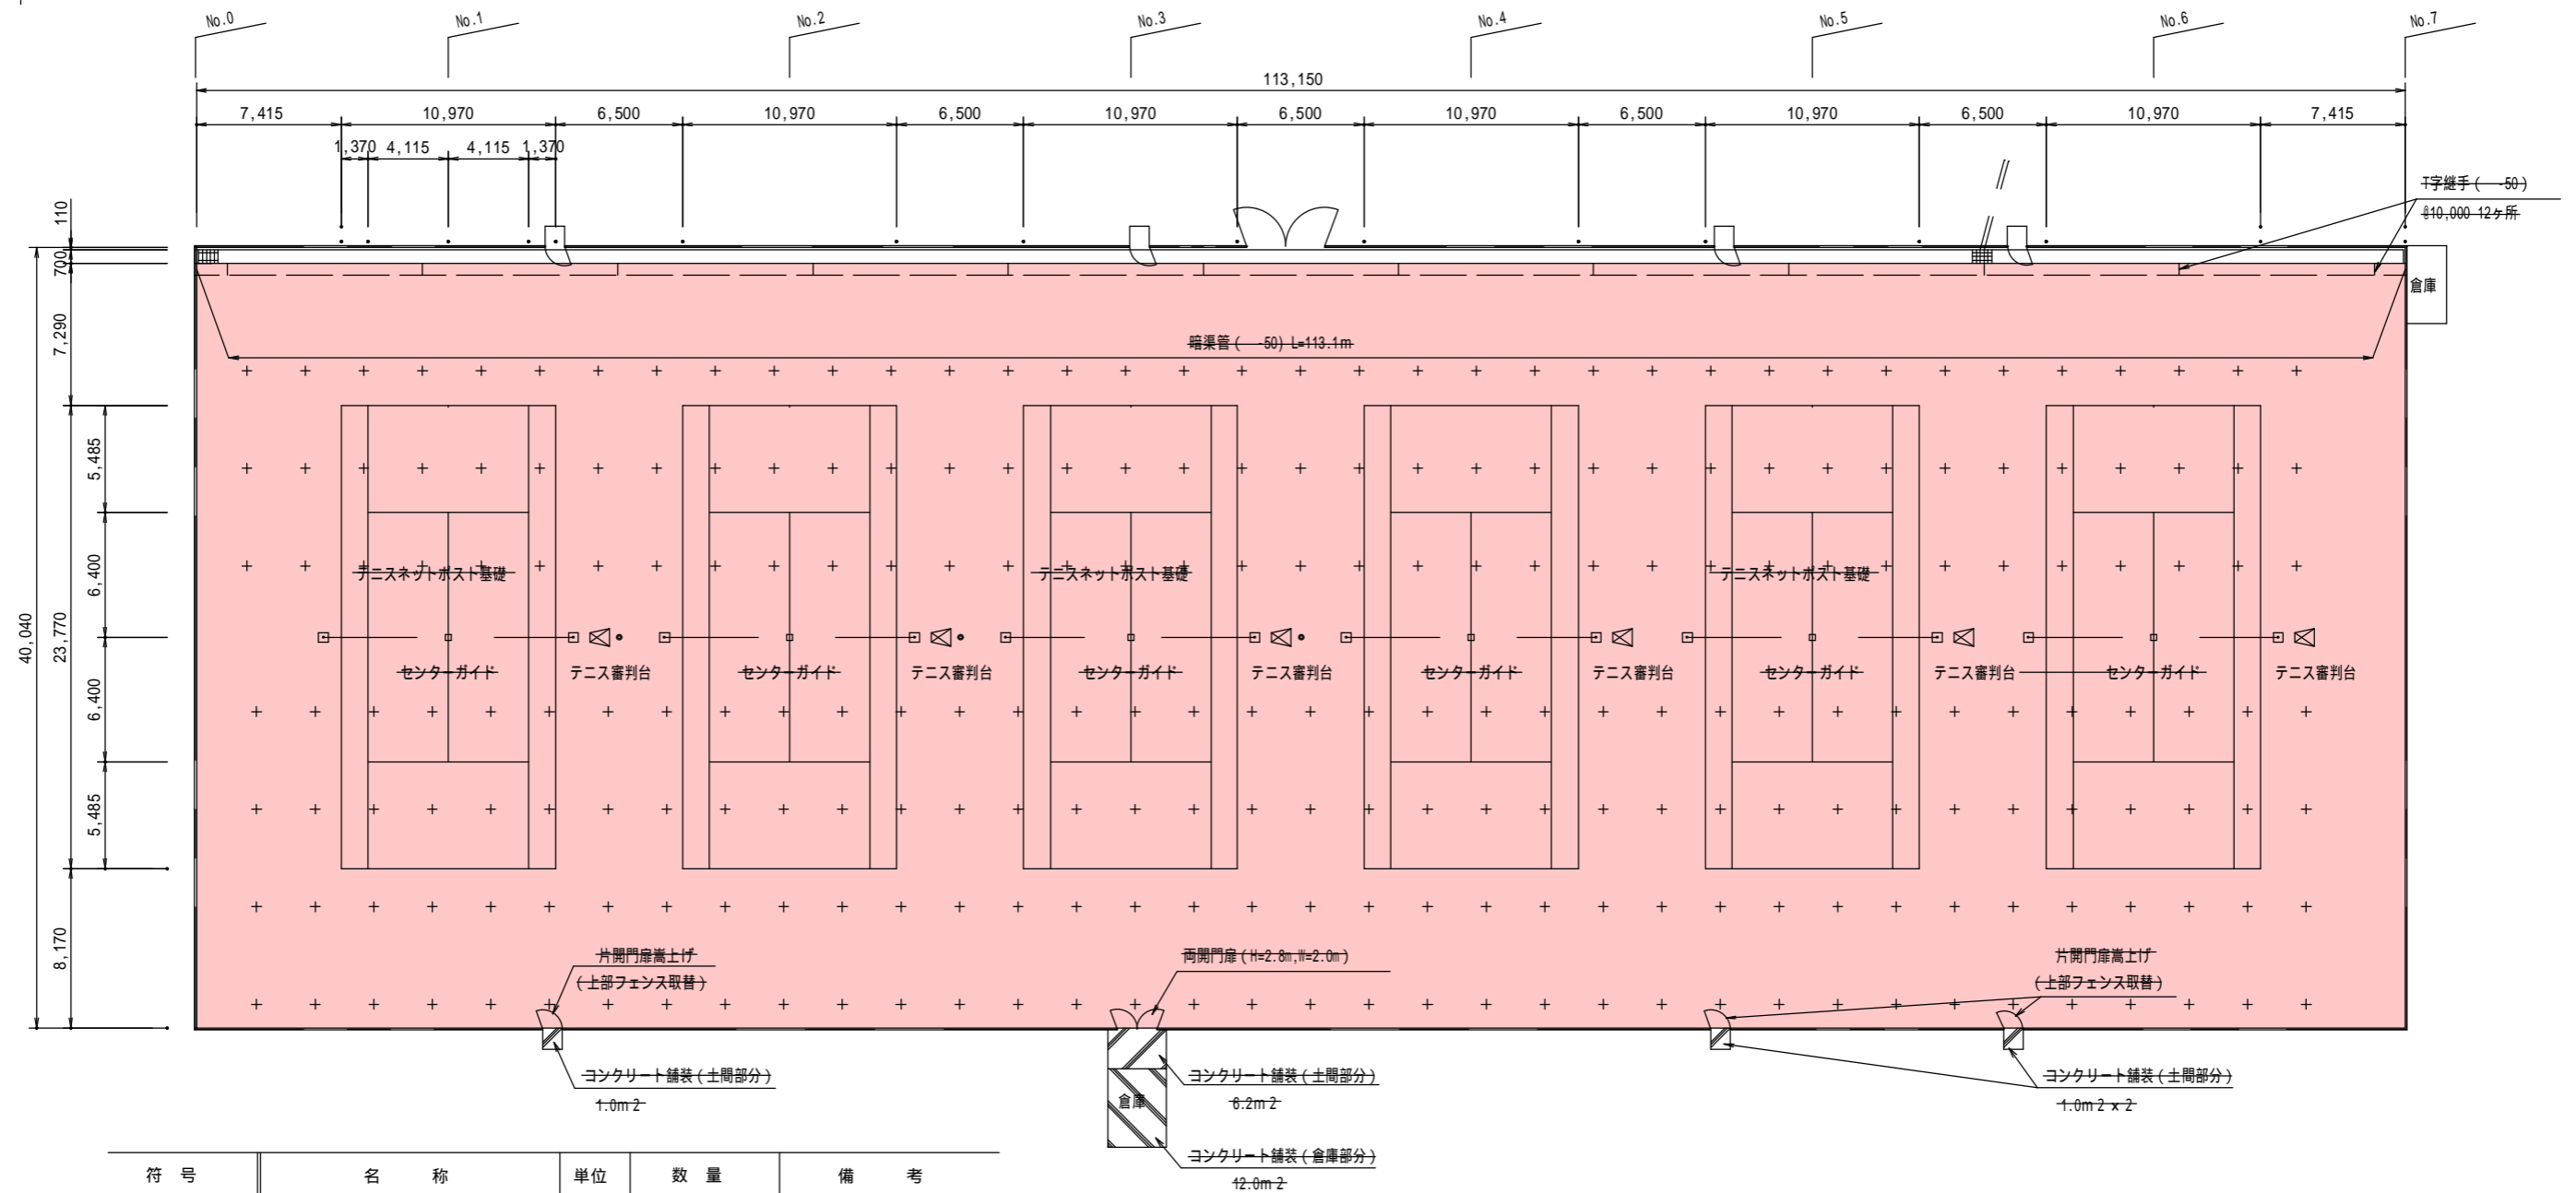 No.0 No.1 No.2 No.3 No.4 No.5 No.6 No.7
113,150
7,415 10,970 6,500 10,970 6,500 10,970 6,500 10,970 6,500 10,970 6,500 10,970 7,415
1,370 4,115 4,115 1,370
T字継手( -50)
@10,000 12ケ所
110
700
7,290
40,040
23,770
8,170
5,485
6,400
6,400
5,485
倉庫
暗渠管( -50) L=113.1m
テニスネットポスト基礎 テニスネットポスト基礎 テニスネットポスト基礎
センターガイド テニス審判台 センターガイド テニス審判台 センターガイド テニス審判台 センターガイド テニス審判台 センターガイド テニス審判台 センターガイド テニス審判台
片開門扉嵩上げ
(上部フェンス取替)
両開門扉(H=2.8m,W=2.0m)
片開門扉嵩上げ
(上部フェンス取替)
コンクリート舗装(土間部分)
1.0m2
コンクリート舗装(土間部分)
6.2m2
コンクリート舗装(土間部分)
1.0m2 x 2
倉庫
コンクリート舗装(倉庫部分)
12.0m2
符 号 名 称 単位 数 量 備 考